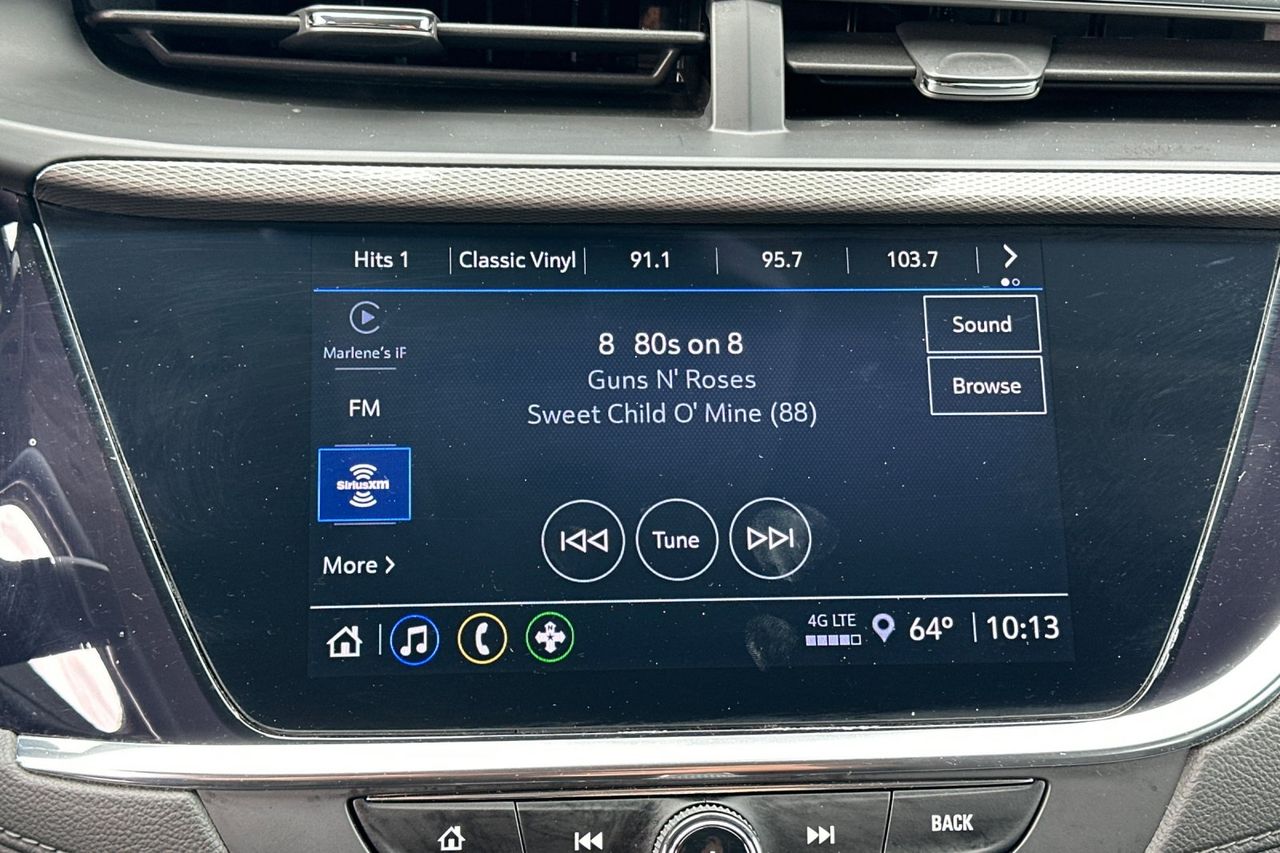 Hits 1 Classic Vinyl 91.1 95.7 103.7
Marlene's iF
FM
SiriusXM
More
8 80s on 8
Guns N' Roses
Sweet Child O' Mine (88)
Sound
Browse
Tune
4G LTE
64° 10:13
BACK